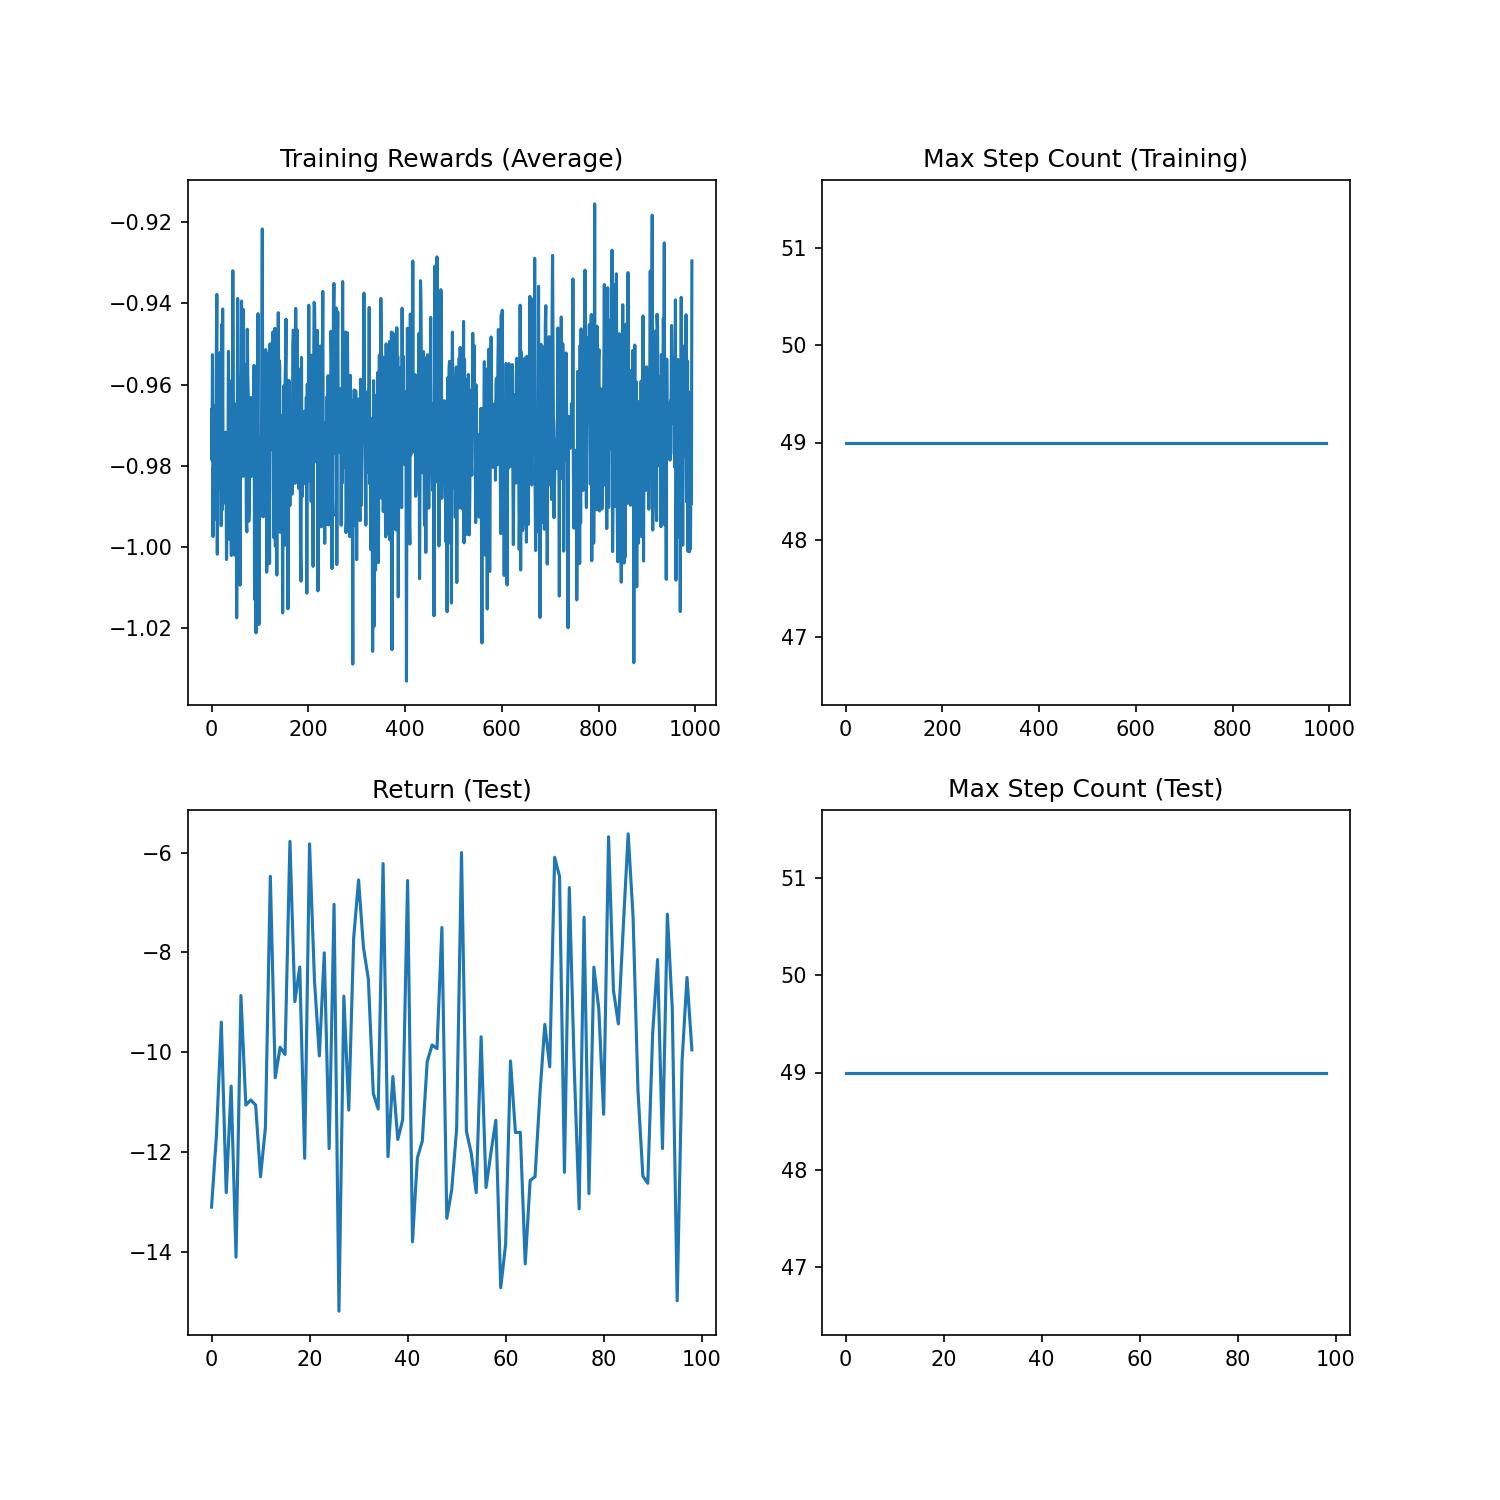 Training Rewards (Average)
−0.92
−0.94
−0.96
−0.98
−1.00
−1.02
0 200 400 600 800 1000
Max Step Count (Training)
51
50
49
48
47
0 200 400 600 800 1000
Return (Test)
−6
−8
−10
−12
−14
0 20 40 60 80 100
Max Step Count (Test)
51
50
49
48
47
0 20 40 60 80 100